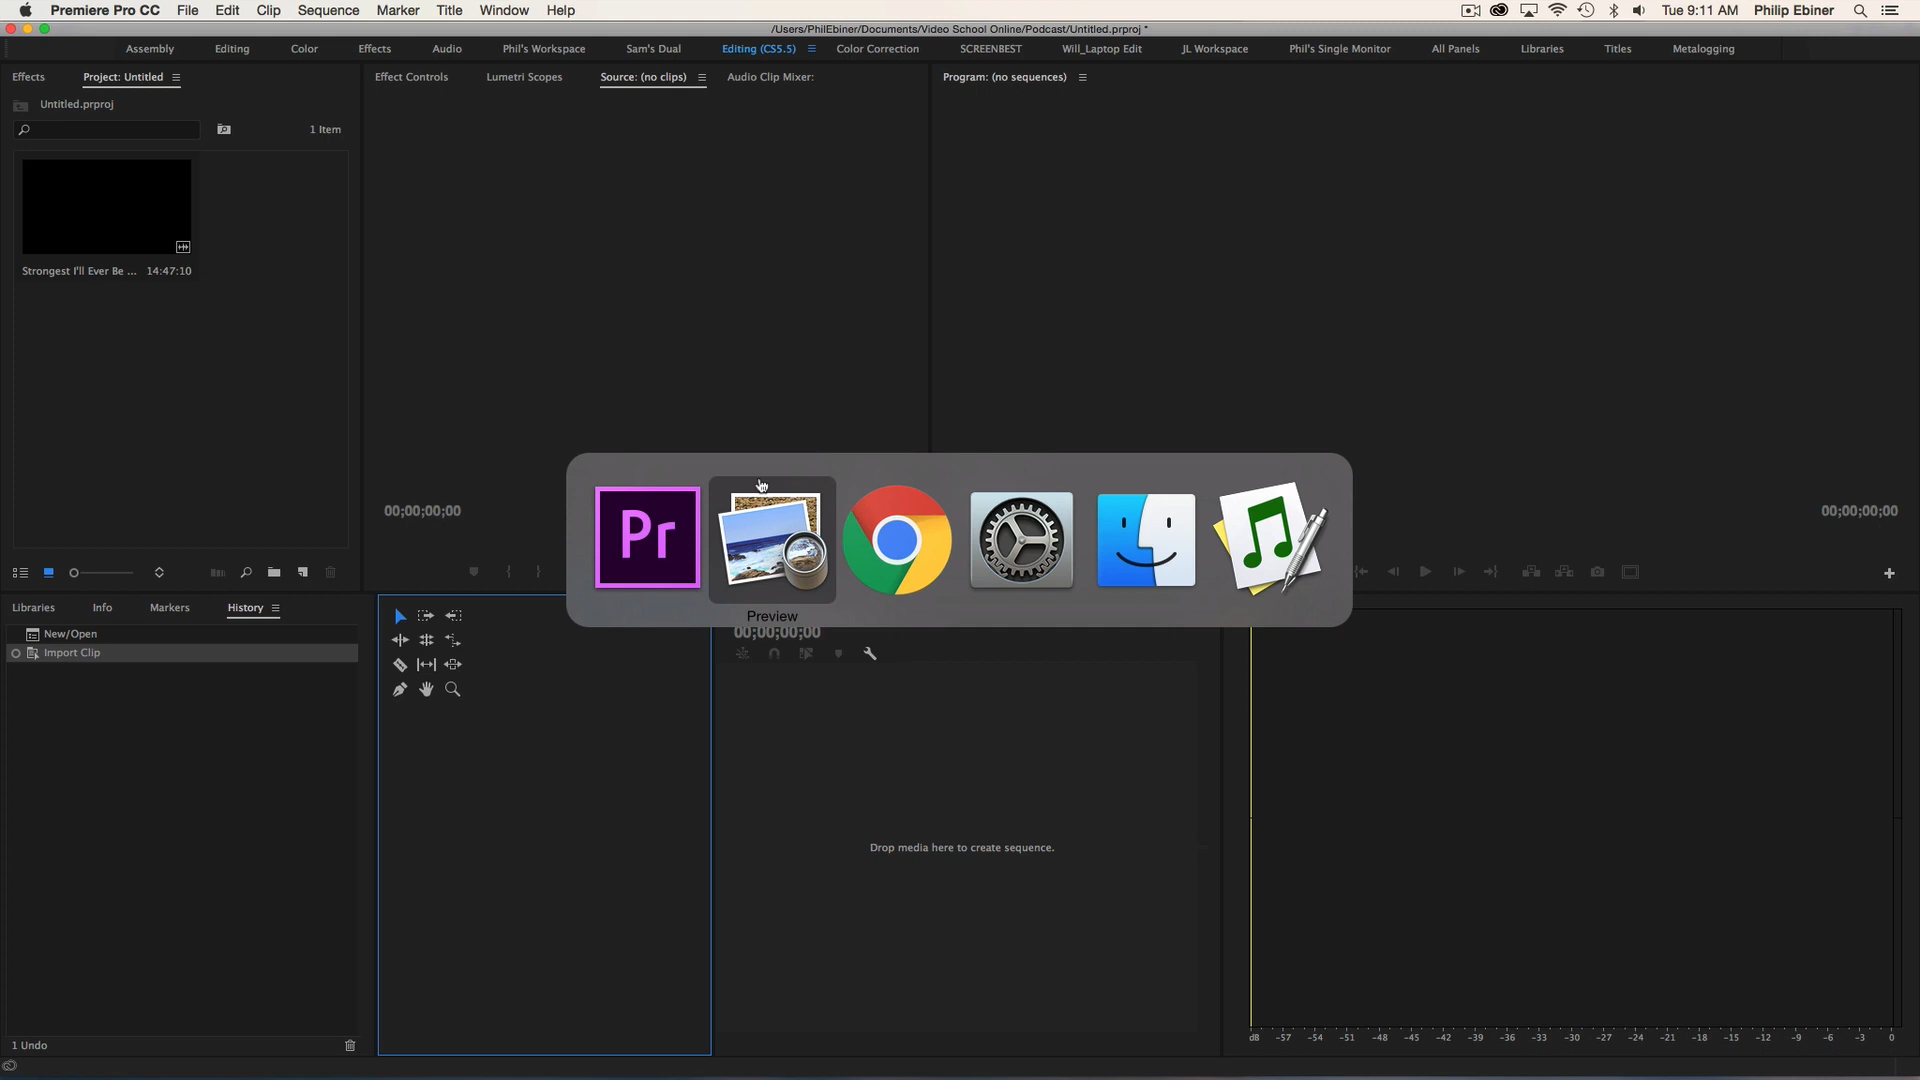 Premiere Pro CC File Edit Clip Sequence Marker Title Window Help Tue 9:11 AM Philip Ebiner
/Users/PhilEbiner/Documents/Video School Online/Podcast/Untitled.prproj *
Assembly Editing Color Effects Audio Phil's Workspace Sam's Dual Editing (CS5.5) Color Correction SCREENBEST Will_Laptop Edit JL Workspace Phil's Single Monitor All Panels Libraries Titles Metalogging
Effects Project: Untitled Effect Controls Lumetri Scopes Source: (no clips) Audio Clip Mixer: Program: (no sequences)
Untitled.prproj
1 Item
Strongest I'll Ever Be ... 14:47:10
00;00;00;00 00;00;00;00
Pr
Preview
Libraries Info Markers History
00;00;00;00
New/Open
Import Clip
Drop media here to create sequence.
dB -57 -54 -51 -48 -45 -42 -39 -36 -33 -30 -27 -24 -21 -18 -15 -12 -9 -6 -3 0
1 Undo